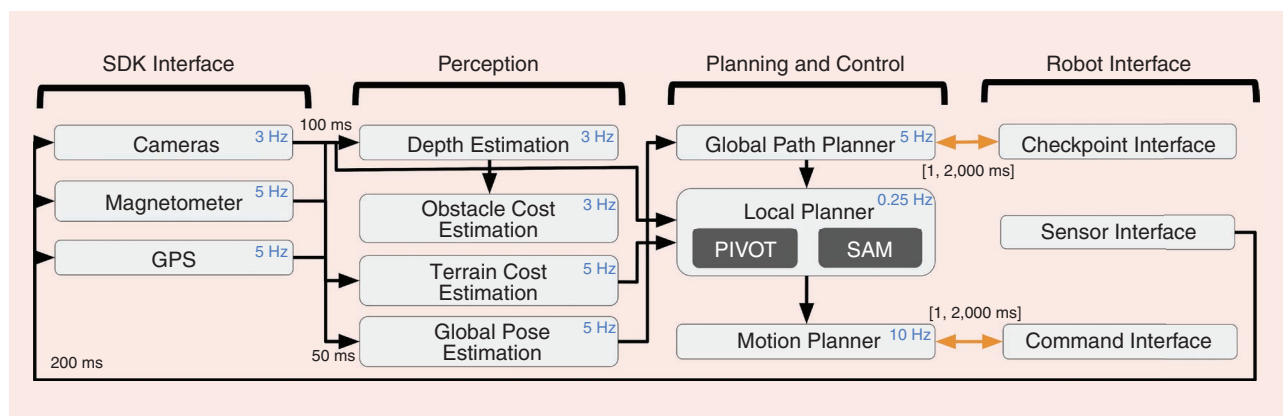 SDK Interface
Perception
Planning and Control
Robot Interface
Cameras
3 Hz
100 ms
Depth Estimation
3 Hz
Global Path Planner
5 Hz
Checkpoint Interface
[1, 2,000 ms]
Magnetometer
5 Hz
Obstacle Cost
Estimation
3 Hz
Local Planner
0.25 Hz
PIVOT
SAM
Sensor Interface
GPS
5 Hz
Terrain Cost
Estimation
5 Hz
Global Pose
Estimation
5 Hz
50 ms
[1, 2,000 ms]
Motion Planner
10 Hz
Command Interface
200 ms